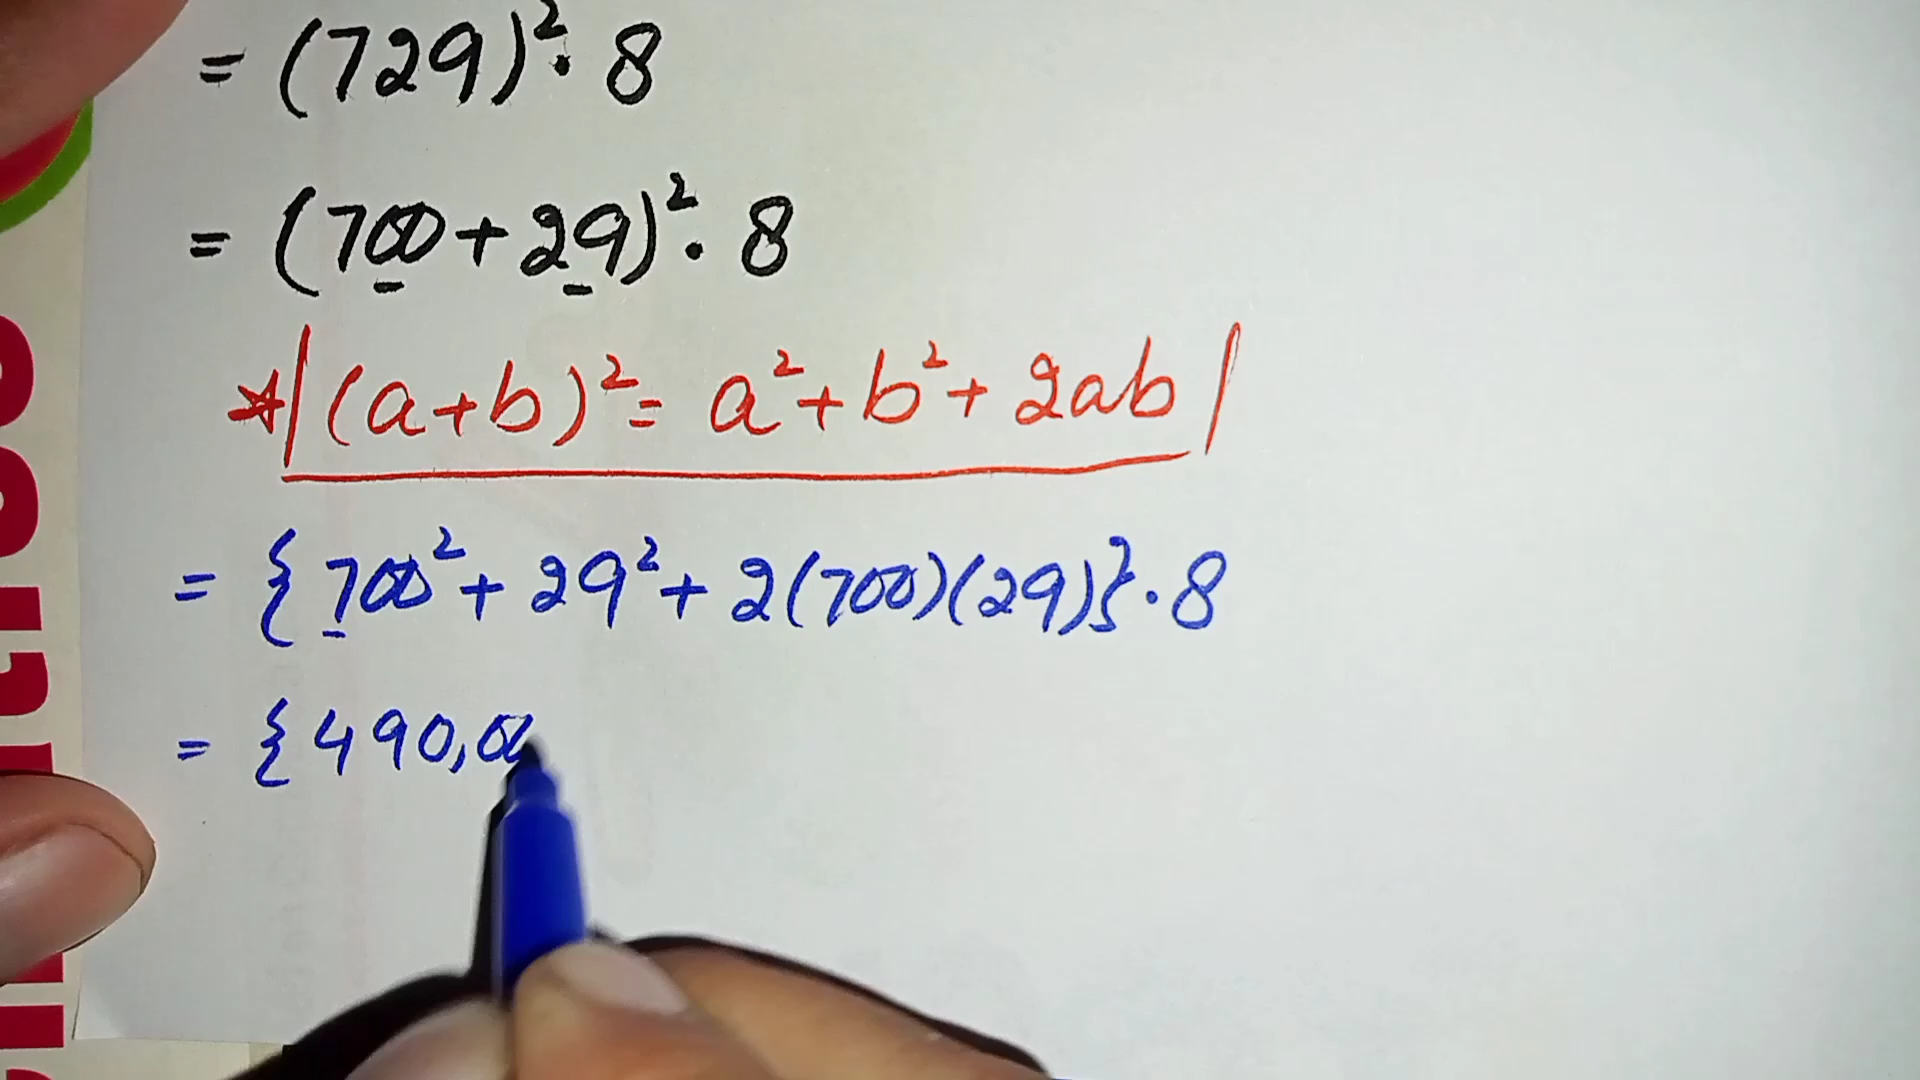 = (729)². 8
= (700+29)². 8
*|(a+b)² = a²+b²+2ab|
= {700²+29²+2(700)(29)}.8
= {490,00